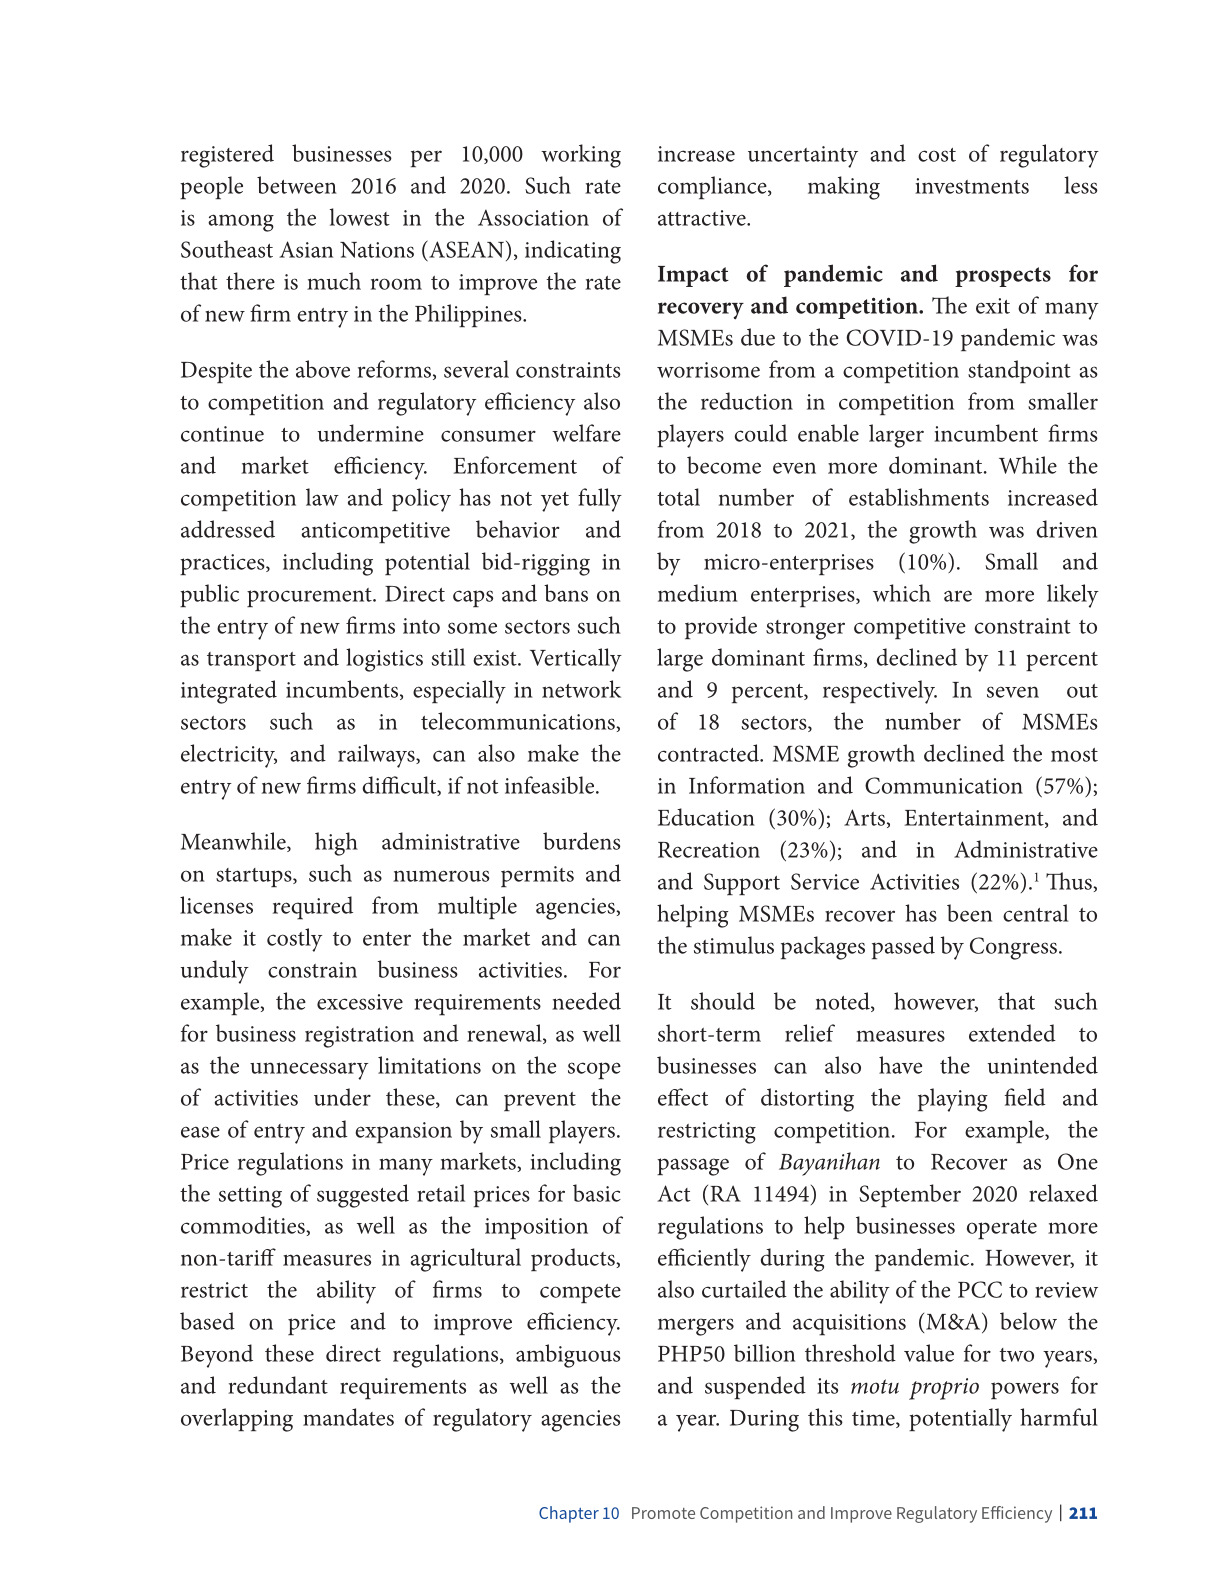 registered businesses per 10,000 working
people between 2016 and 2020. Such rate
is among the lowest in the Association of
Southeast Asian Nations (ASEAN), indicating
that there is much room to improve the rate
of new firm entry in the Philippines.
Despite the above reforms, several constraints
to competition and regulatory efficiency also
continue to undermine consumer welfare
and market efficiency. Enforcement of
competition law and policy has not yet fully
addressed anticompetitive behavior and
practices, including potential bid-rigging in
public procurement. Direct caps and bans on
the entry of new firms into some sectors such
as transport and logistics still exist. Vertically
integrated incumbents, especially in network
sectors such as in telecommunications,
electricity, and railways, can also make the
entry of new firms difficult, if not infeasible.
Meanwhile, high administrative burdens
on startups, such as numerous permits and
licenses required from multiple agencies,
make it costly to enter the market and can
unduly constrain business activities. For
example, the excessive requirements needed
for business registration and renewal, as well
as the unnecessary limitations on the scope
of activities under these, can prevent the
ease of entry and expansion by small players.
Price regulations in many markets, including
the setting of suggested retail prices for basic
commodities, as well as the imposition of
non-tariff measures in agricultural products,
restrict the ability of firms to compete
based on price and to improve efficiency.
Beyond these direct regulations, ambiguous
and redundant requirements as well as the
overlapping mandates of regulatory agencies
increase uncertainty and cost of regulatory
compliance, making investments less
attractive.
Impact of pandemic and prospects for
recovery and competition. The exit of many
MSMEs due to the COVID-19 pandemic was
worrisome from a competition standpoint as
the reduction in competition from smaller
players could enable larger incumbent firms
to become even more dominant. While the
total number of establishments increased
from 2018 to 2021, the growth was driven
by micro-enterprises (10%). Small and
medium enterprises, which are more likely
to provide stronger competitive constraint to
large dominant firms, declined by 11 percent
and 9 percent, respectively. In seven out
of 18 sectors, the number of MSMEs
contracted. MSME growth declined the most
in Information and Communication (57%);
Education (30%); Arts, Entertainment, and
Recreation (23%); and in Administrative
and Support Service Activities (22%).¹ Thus,
helping MSMEs recover has been central to
the stimulus packages passed by Congress.
It should be noted, however, that such
short-term relief measures extended to
businesses can also have the unintended
effect of distorting the playing field and
restricting competition. For example, the
passage of Bayanihan to Recover as One
Act (RA 11494) in September 2020 relaxed
regulations to help businesses operate more
efficiently during the pandemic. However, it
also curtailed the ability of the PCC to review
mergers and acquisitions (M&A) below the
PHP50 billion threshold value for two years,
and suspended its motu proprio powers for
a year. During this time, potentially harmful
Chapter 10 Promote Competition and Improve Regulatory Efficiency | 211